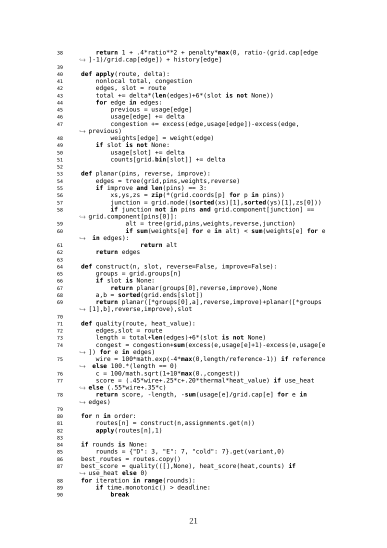 38 return 1 + .4*ratio**2 + penalty*max(0, ratio-(grid.cap[edge
↪ ]-1)/grid.cap[edge]) + history[edge]
39
40 def apply(route, delta):
41 nonlocal total, congestion
42 edges, slot = route
43 total += delta*(len(edges)+6*(slot is not None))
44 for edge in edges:
45 previous = usage[edge]
46 usage[edge] += delta
47 congestion += excess(edge,usage[edge])-excess(edge,
↪ previous)
48 weights[edge] = weight(edge)
49 if slot is not None:
50 usage[slot] += delta
51 counts[grid.bin[slot]] += delta
52
53 def planar(pins, reverse, improve):
54 edges = tree(grid,pins,weights,reverse)
55 if improve and len(pins) == 3:
56 xs,ys,zs = zip(*(grid.coords[p] for p in pins))
57 junction = grid.node((sorted(xs)[1],sorted(ys)[1],zs[0]))
58 if junction not in pins and grid.component[junction] ==
↪ grid.component[pins[0]]:
59 alt = tree(grid,pins,weights,reverse,junction)
60 if sum(weights[e] for e in alt) < sum(weights[e] for e
↪ in edges):
61 return alt
62 return edges
63
64 def construct(n, slot, reverse=False, improve=False):
65 groups = grid.groups[n]
66 if slot is None:
67 return planar(groups[0],reverse,improve),None
68 a,b = sorted(grid.ends[slot])
69 return planar([*groups[0],a],reverse,improve)+planar([*groups
↪ [1],b],reverse,improve),slot
70
71 def quality(route, heat_value):
72 edges,slot = route
73 length = total+len(edges)+6*(slot is not None)
74 congest = congestion+sum(excess(e,usage[e]+1)-excess(e,usage[e
↪ ]) for e in edges)
75 wire = 100*math.exp(-4*max(0,length/reference-1)) if reference
↪ else 100.*(length == 0)
76 c = 100/math.sqrt(1+10*max(0.,congest))
77 score = (.45*wire+.25*c+.20*thermal*heat_value) if use_heat
↪ else (.55*wire+.35*c)
78 return score, -length, -sum(usage[e]/grid.cap[e] for e in
↪ edges)
79
80 for n in order:
81 routes[n] = construct(n,assignments.get(n))
82 apply(routes[n],1)
83
84 if rounds is None:
85 rounds = {"D": 3, "E": 7, "cold": 7}.get(variant,0)
86 best_routes = routes.copy()
87 best_score = quality(([],None), heat_score(heat,counts) if
↪ use_heat else 0)
88 for iteration in range(rounds):
89 if time.monotonic() > deadline:
90 break
21